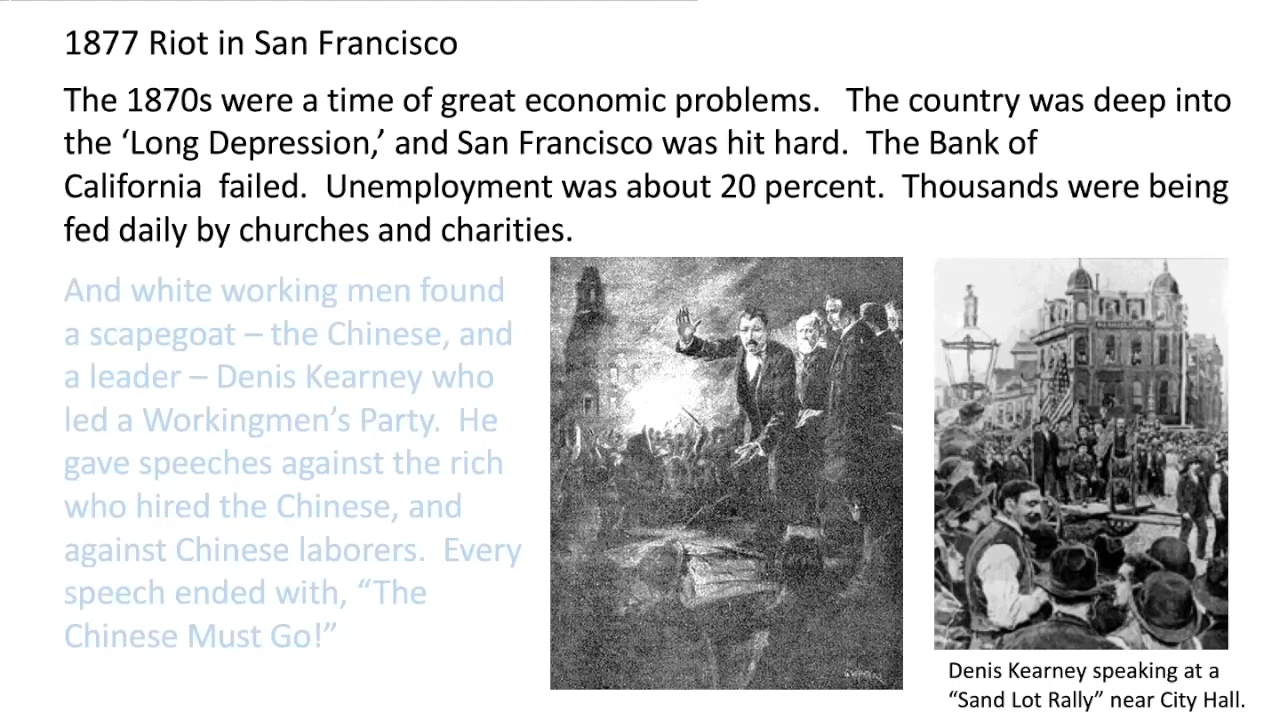 1877 Riot in San Francisco
The 1870s were a time of great economic problems.   The country was deep into
the ‘Long Depression,’ and San Francisco was hit hard.  The Bank of
California  failed.  Unemployment was about 20 percent.  Thousands were being
fed daily by churches and charities.
And white working men found
a scapegoat – the Chinese, and
a leader – Denis Kearney who
led a Workingmen’s Party.  He
gave speeches against the rich
who hired the Chinese, and
against Chinese laborers.  Every
speech ended with, “The
Chinese Must Go!”
Denis Kearney speaking at a
“Sand Lot Rally” near City Hall.